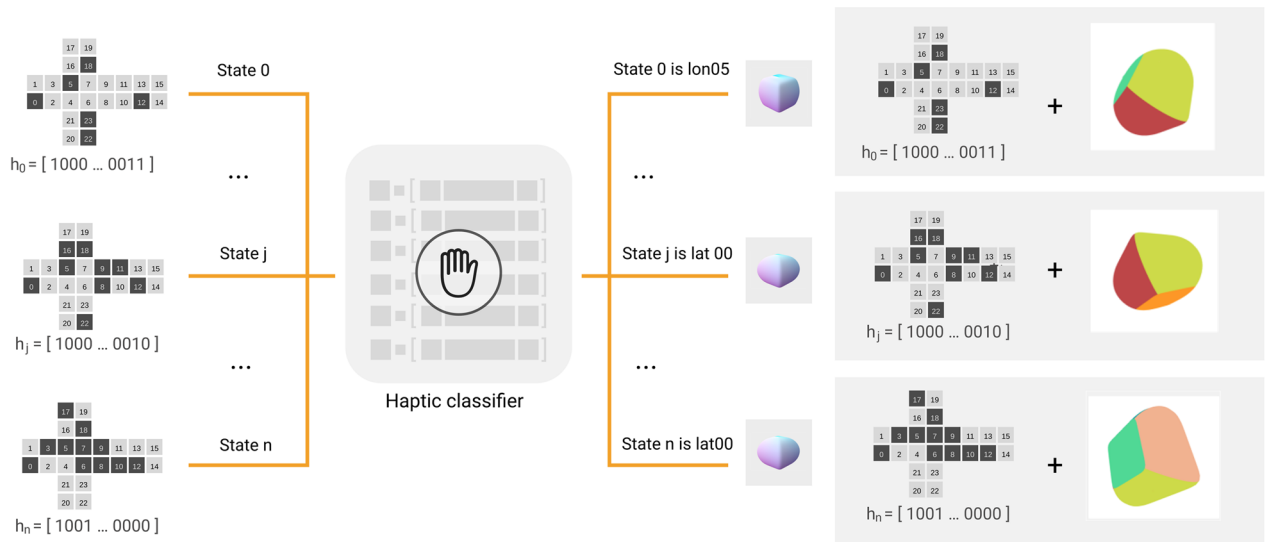 17 19
16 18
1 3 5 7 9 11 13 15
0 2 4 6 8 10 12 14
21 23
20 22
h0 = [ 1000 ... 0011 ]
State 0
...
17 19
16 18
1 3 5 7 9 11 13 15
0 2 4 6 8 10 12 14
21 23
20 22
hj = [ 1000 ... 0010 ]
State j
...
17 19
16 18
1 3 5 7 9 11 13 15
0 2 4 6 8 10 12 14
21 23
20 22
hn = [ 1001 ... 0000 ]
State n
Haptic classifier
State 0 is lon05
...
State j is lat 00
...
State n is lat00
17 19
16 18
1 3 5 7 9 11 13 15
0 2 4 6 8 10 12 14
21 23
20 22
h0 = [ 1000 ... 0011 ]
+
17 19
16 18
1 3 5 7 9 11 13 15
0 2 4 6 8 10 12 14
21 23
20 22
hj = [ 1000 ... 0010 ]
+
17 19
16 18
1 3 5 7 9 11 13 15
0 2 4 6 8 10 12 14
21 23
20 22
hn = [ 1001 ... 0000 ]
+